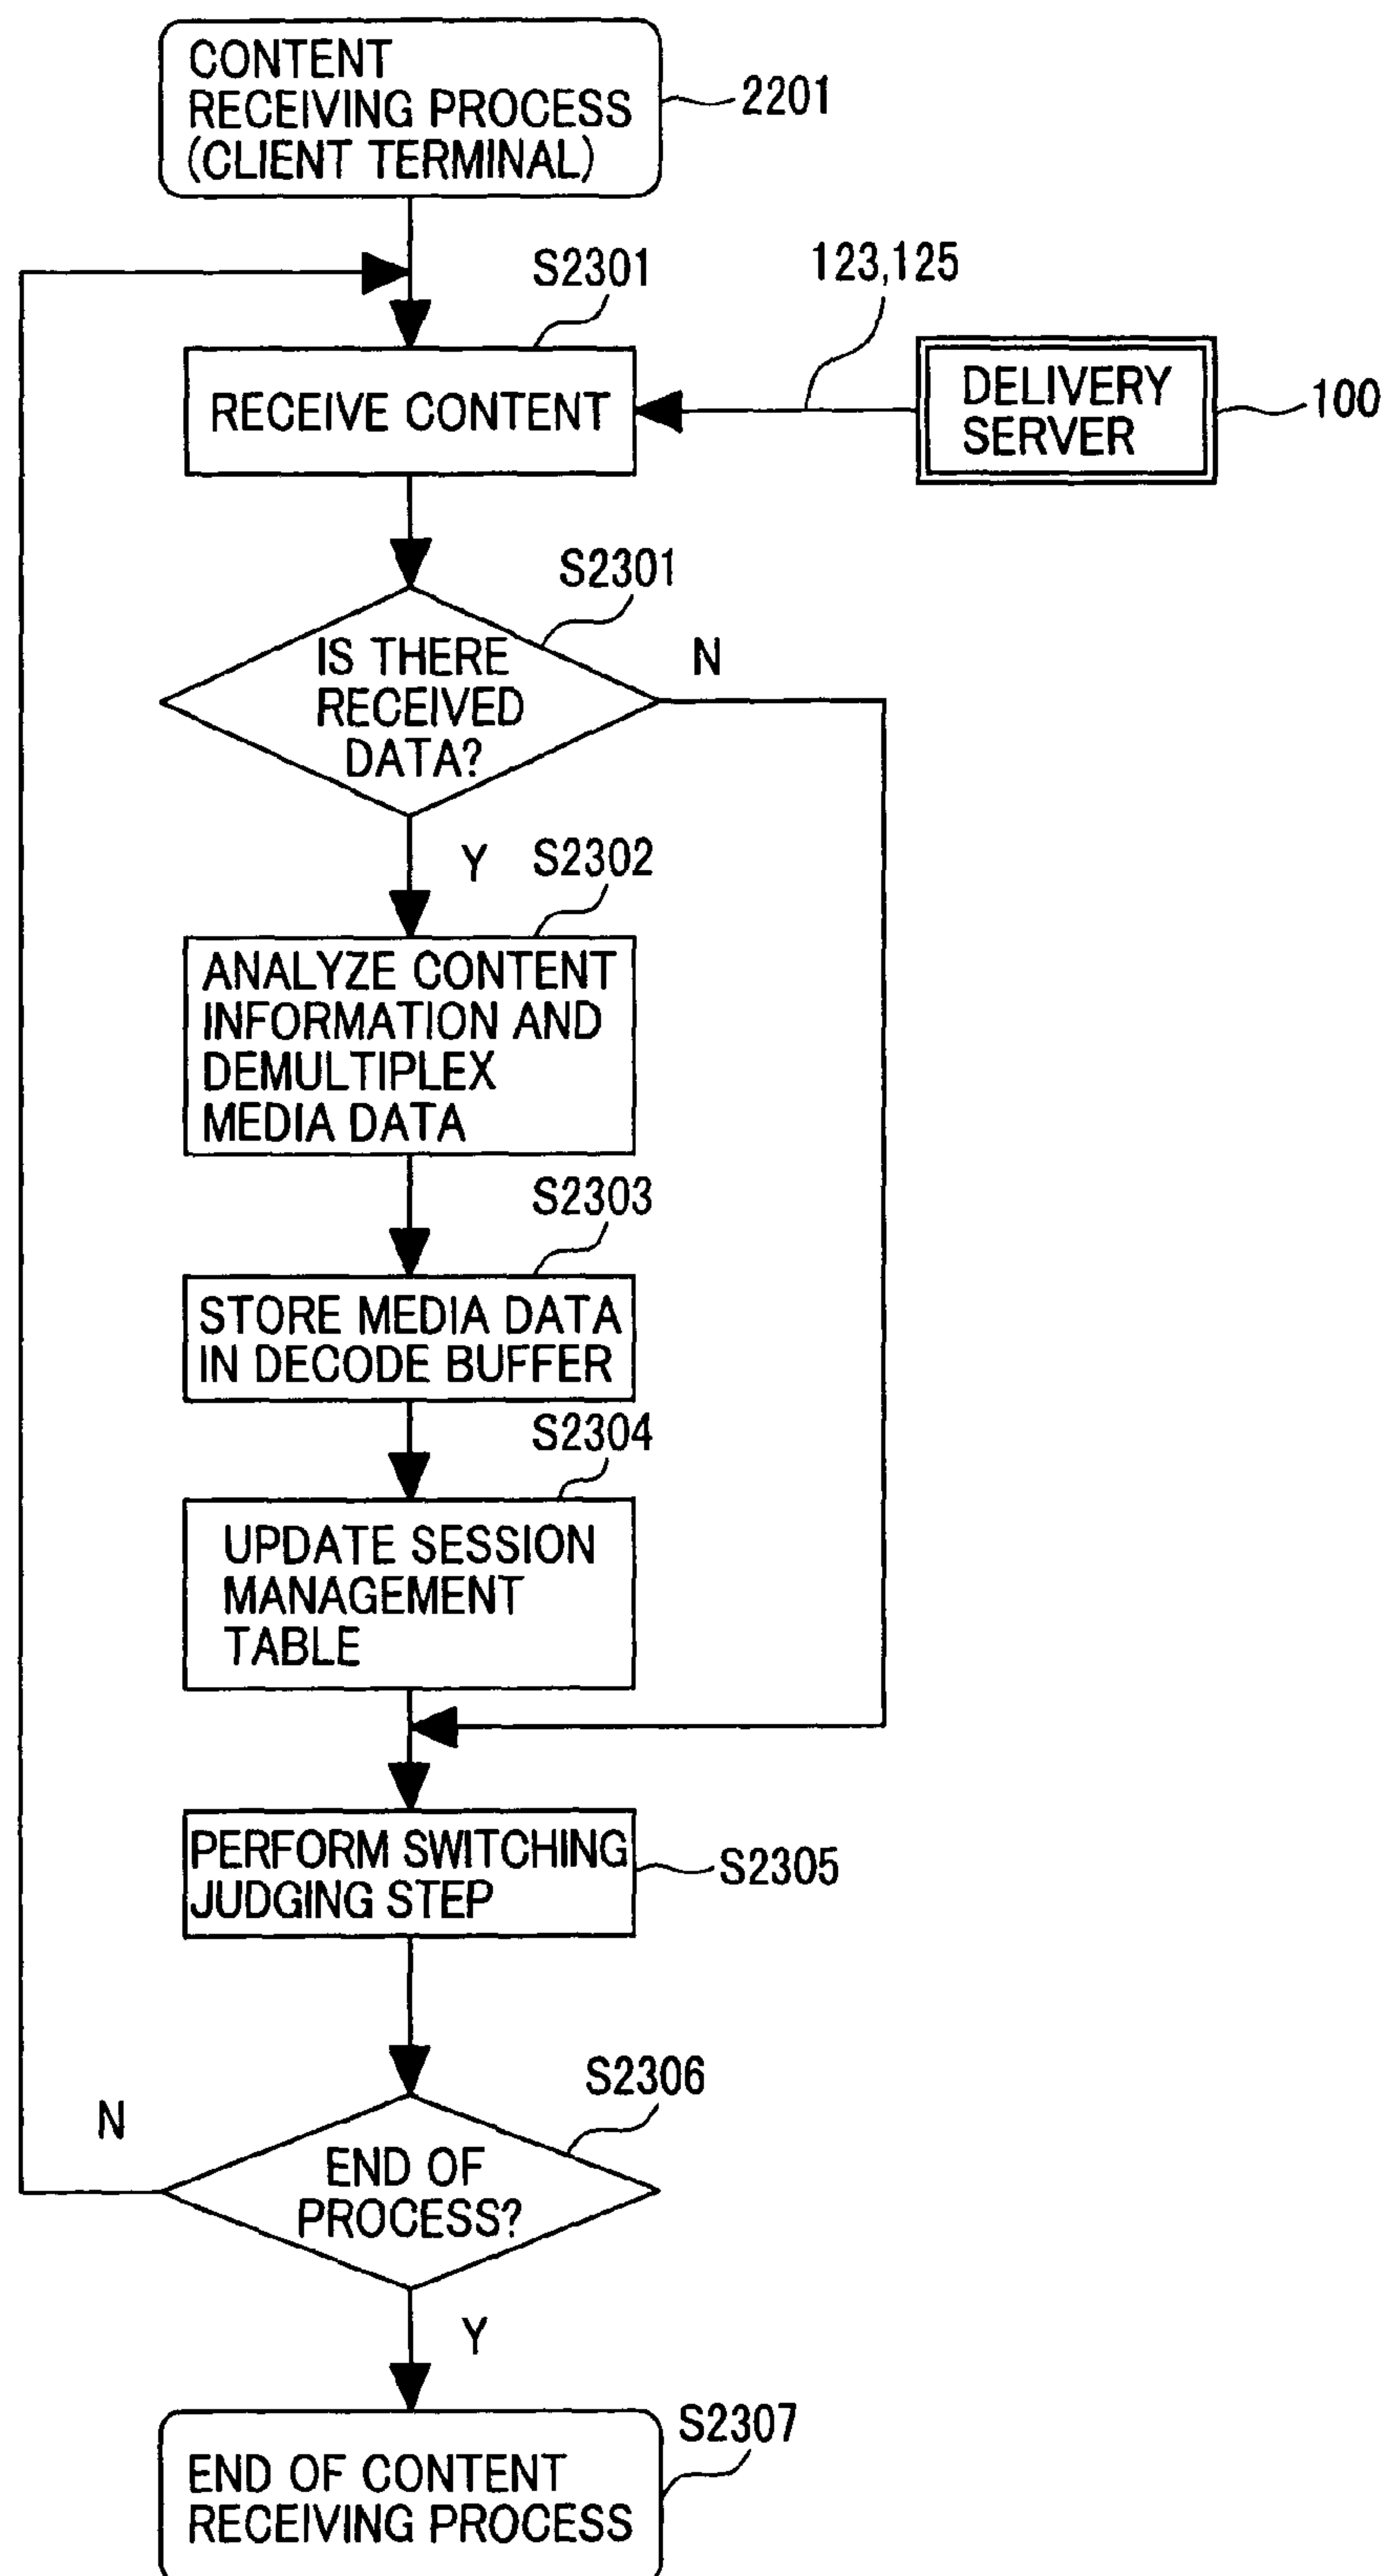 CONTENT
RECEIVING PROCESS
(CLIENT TERMINAL)
2201
S2301
123,125
RECEIVE CONTENT
DELIVERY
SERVER
100
S2301
IS THERE
RECEIVED
DATA?
N
Y
S2302
ANALYZE CONTENT
INFORMATION AND
DEMULTIPLEX
MEDIA DATA
S2303
STORE MEDIA DATA
IN DECODE BUFFER
S2304
UPDATE SESSION
MANAGEMENT
TABLE
PERFORM SWITCHING
JUDGING STEP
S2305
S2306
N
END OF
PROCESS?
Y
S2307
END OF CONTENT
RECEIVING PROCESS